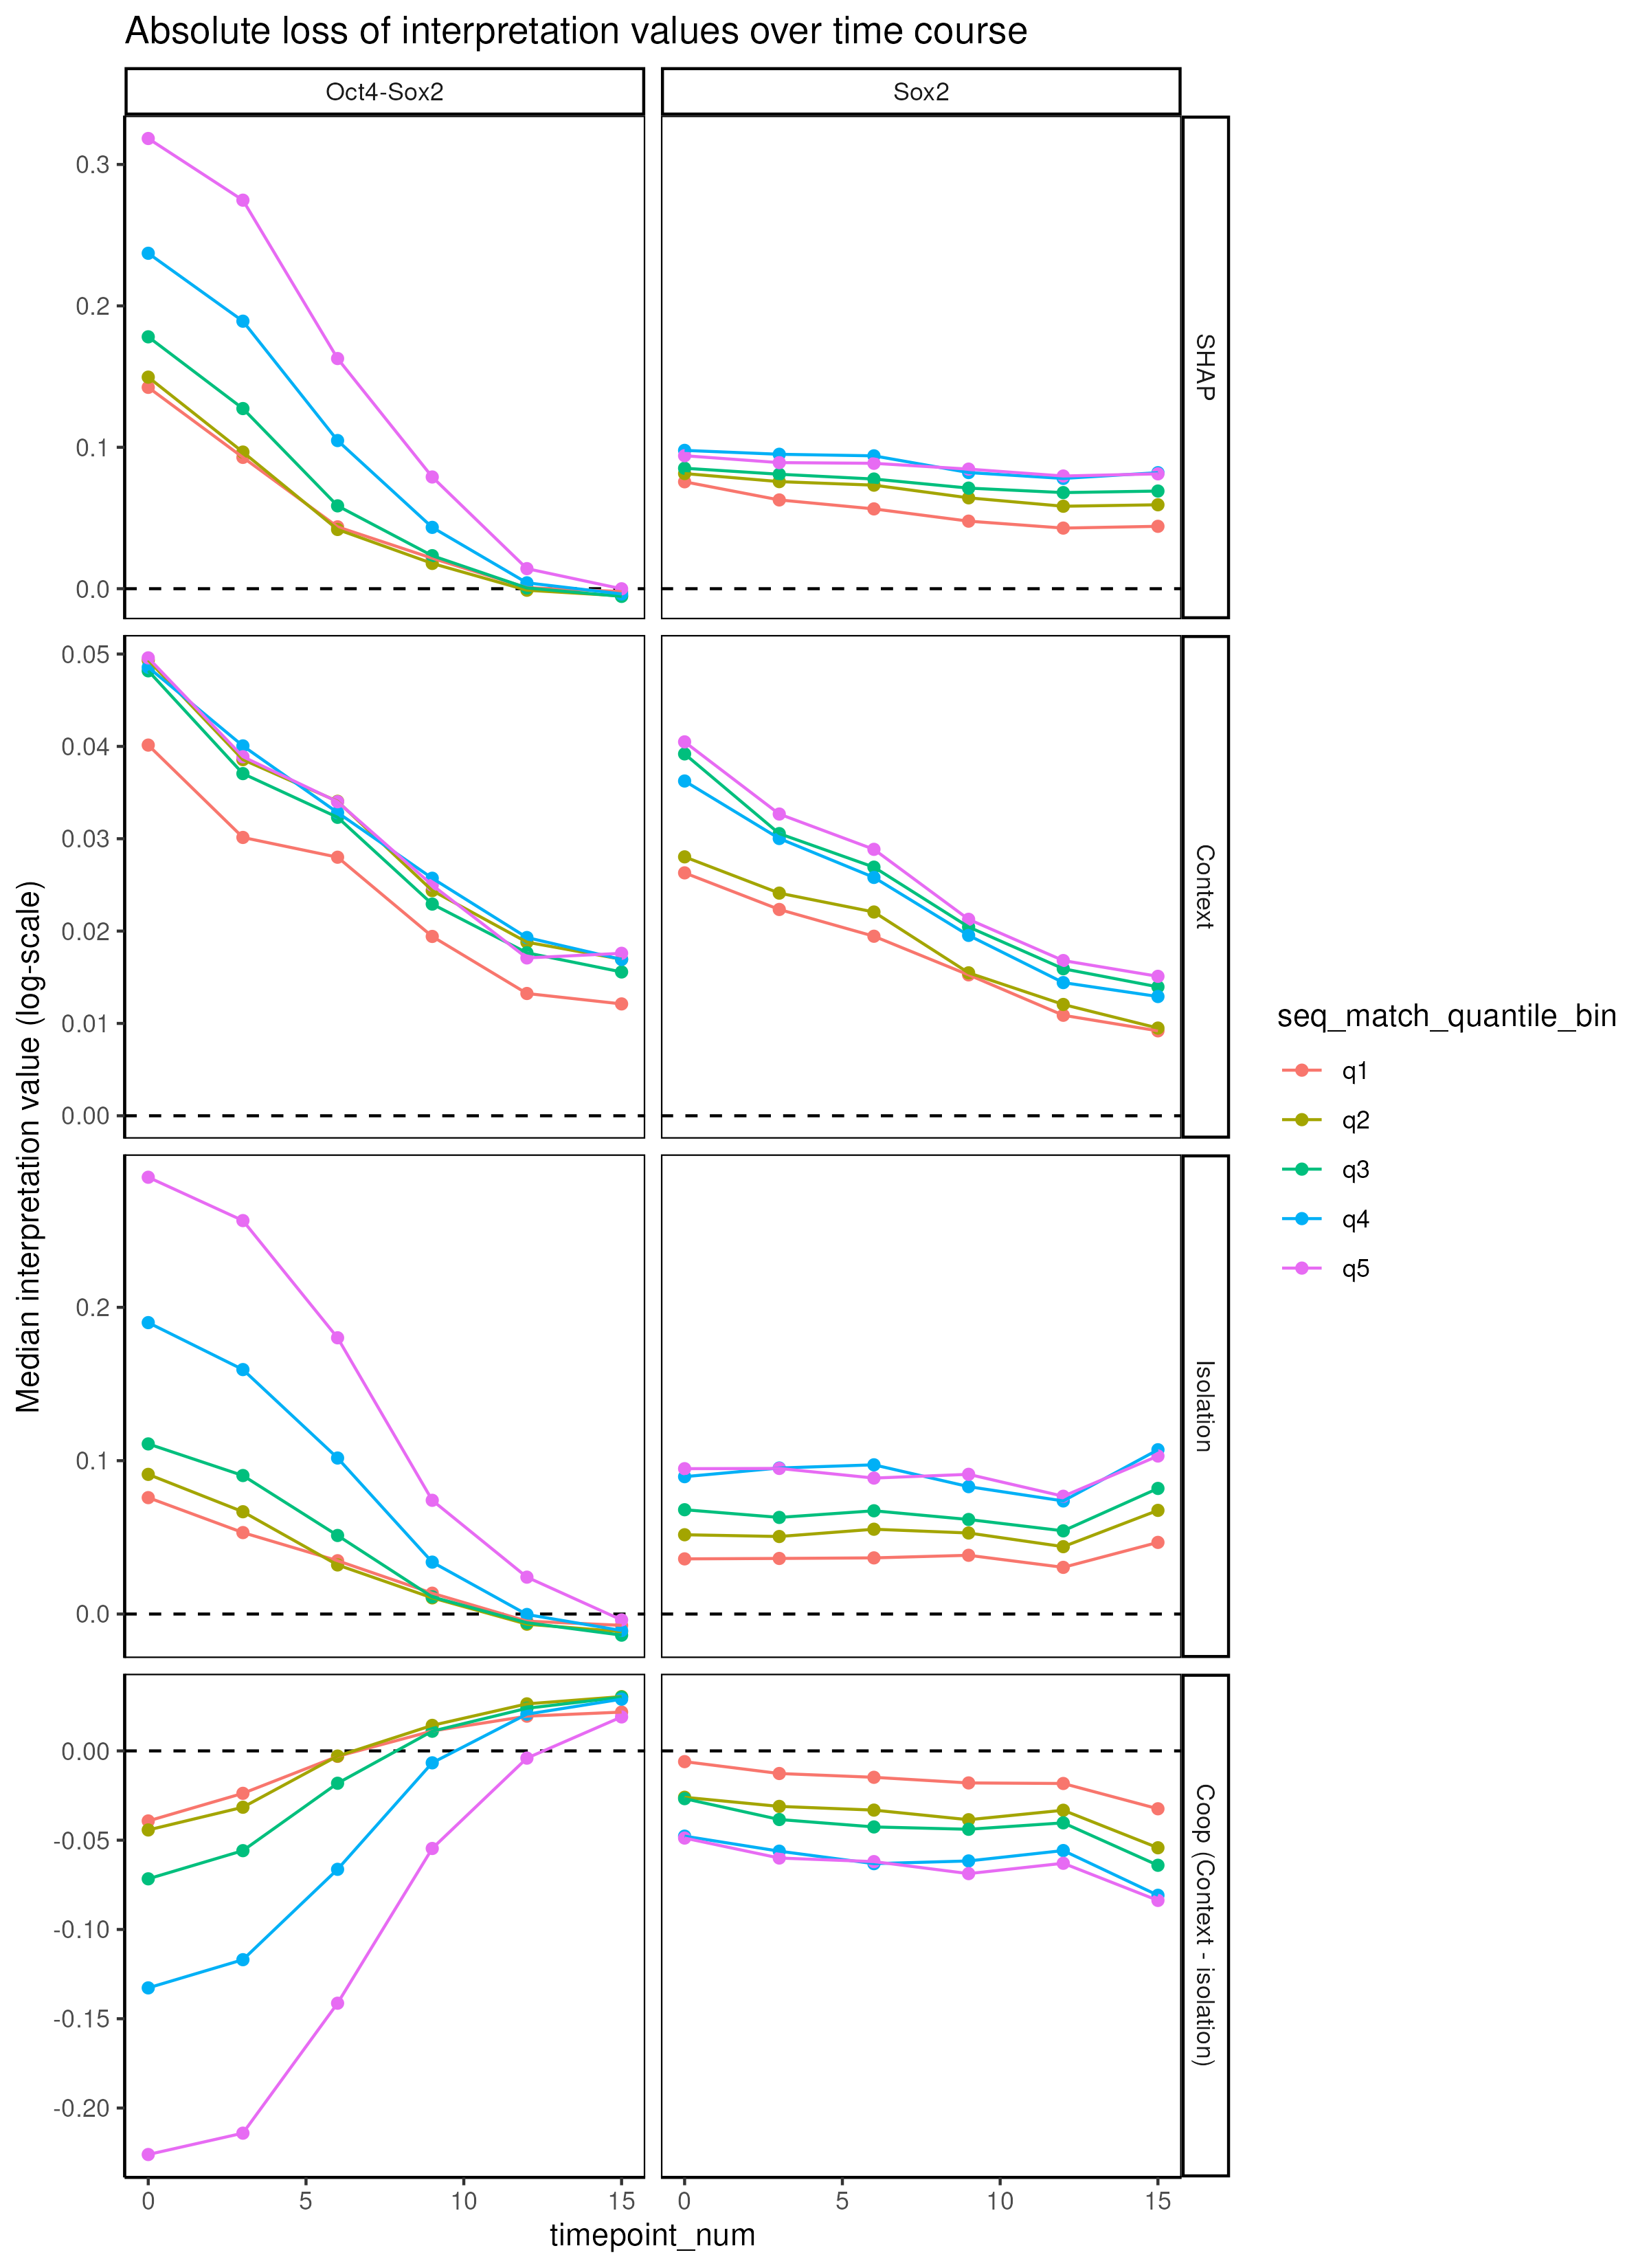 Absolute loss of interpretation values over time course
Oct4-Sox2
Sox2
0.3
0.2
0.1
0.0
SHAP
0.05
0.04
0.03
0.02
0.01
0.00
Context
0.2
0.1
0.0
Isolation
0.00
-0.05
-0.10
-0.15
-0.20
Coop (Context - isolation)
Median interpretation value (log-scale)
0
5
10
15
0
5
10
15
timepoint_num
seq_match_quantile_bin
q1
q2
q3
q4
q5